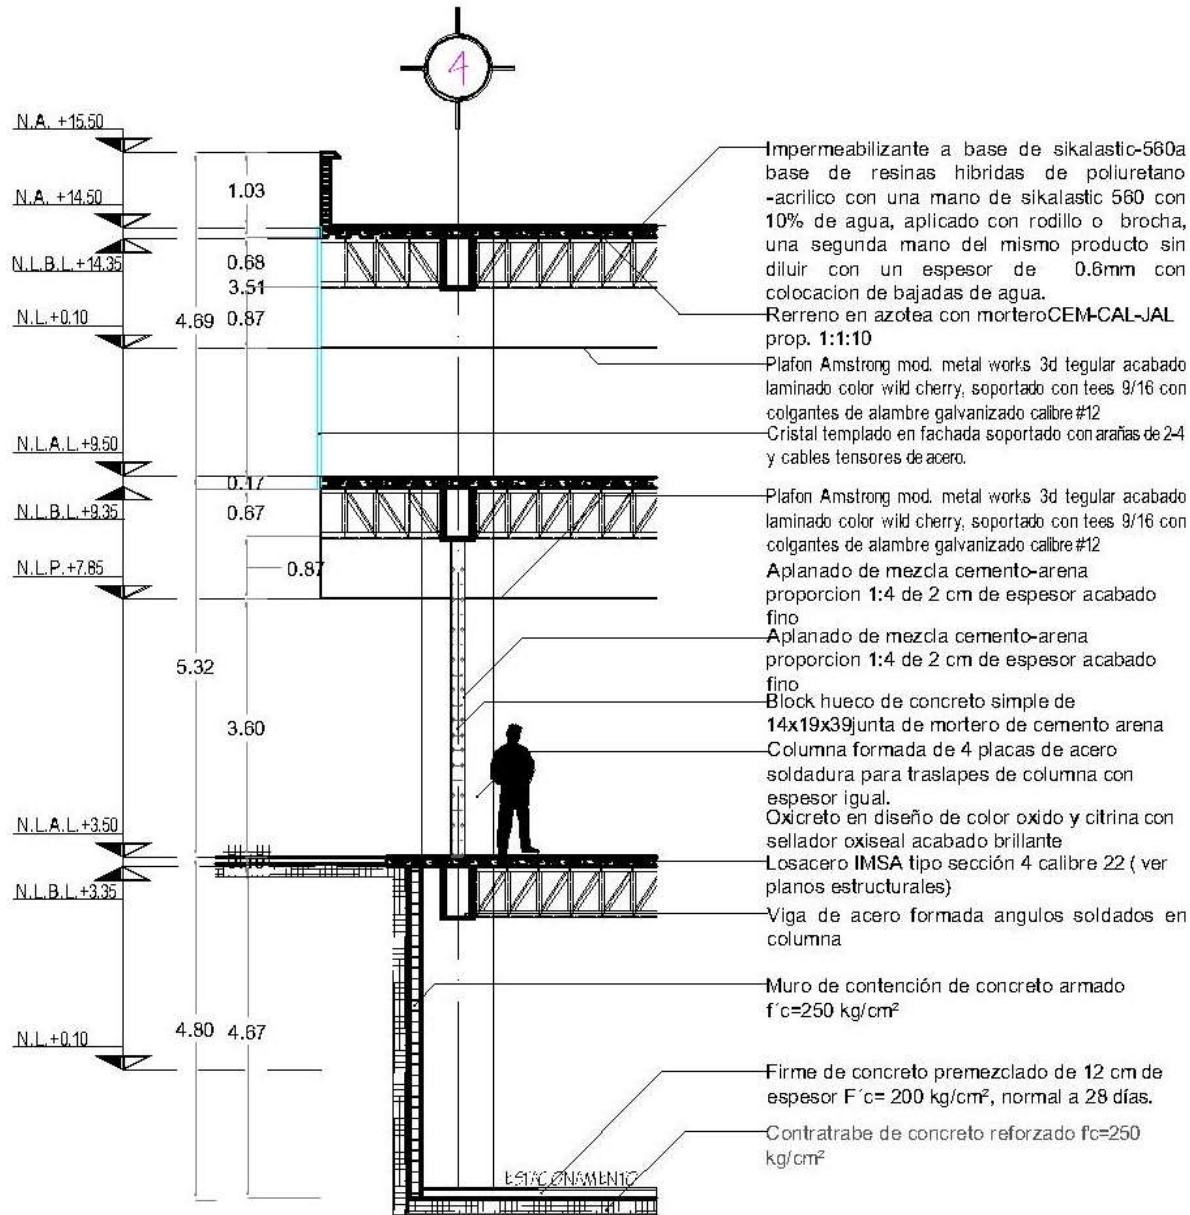 4
N.A. +15.50
N.A. +14.50
N.L.B.L.+14.35
N.L.+0.10
N.L.A.L.+9.50
N.L.B.L.+9.35
N.L.P.+7.85
N.L.A.L.+3.50
N.L.B.L.+3.35
N.L.+0.10
1.03
0.68
3.51
4.69 0.87
0.17
0.67
0.87
5.32
3.60
4.80 4.67
Impermeabilizante a base de sikalastic-560a
base de resinas hibridas de poliuretano
-acrilico con una mano de sikalastic 560 con
10% de agua, aplicado con rodillo o brocha,
una segunda mano del mismo producto sin
diluir con un espesor de 0.6mm con
colocacion de bajadas de agua.
Rerreno en azotea con morteroCEM-CAL-JAL
prop. 1:1:10
Plafon Amstrong mod. metal works 3d tegular acabado
laminado color wild cherry, soportado con tees 9/16 con
colgantes de alambre galvanizado calibre #12
Cristal templado en fachada soportado con arañas de 2-4
y cables tensores de acero.
Plafon Amstrong mod. metal works 3d tegular acabado
laminado color wild cherry, soportado con tees 9/16 con
colgantes de alambre galvanizado calibre #12
Aplanado de mezcla cemento-arena
proporcion 1:4 de 2 cm de espesor acabado
fino
Aplanado de mezcla cemento-arena
proporcion 1:4 de 2 cm de espesor acabado
fino
Block hueco de concreto simple de
14x19x39junta de mortero de cemento arena
Columna formada de 4 placas de acero
soldadura para traslapes de columna con
espesor igual.
Oxicreto en diseño de color oxido y citrina con
sellador oxiseal acabado brillante
Losacero IMSA tipo sección 4 calibre 22 ( ver
planos estructurales)
Viga de acero formada angulos soldados en
columna
Muro de contención de concreto armado
f´c=250 kg/cm²
Firme de concreto premezclado de 12 cm de
espesor F´c= 200 kg/cm², normal a 28 días.
Contratrabe de concreto reforzado f'c=250
kg/cm²
ESTACIONAMIENTO